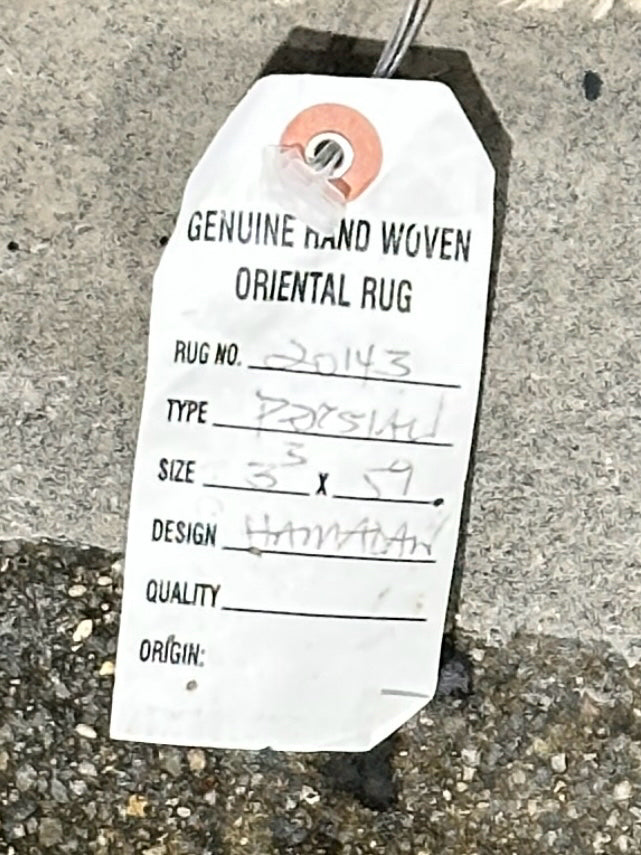 GENUINE HAND WOVEN
ORIENTAL RUG
RUG NO. 20143
TYPE PERSIAN
SIZE 3³ x 5⁹
DESIGN HAMADAN
QUALITY
ORIGIN: